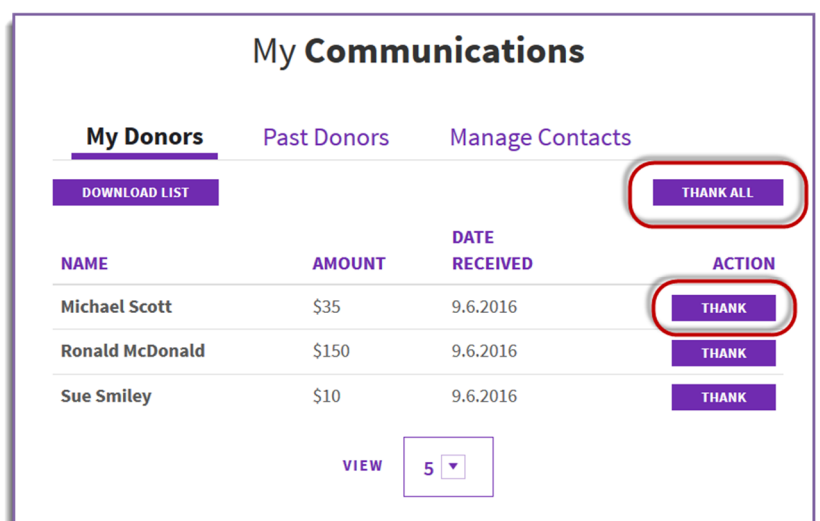 My Communications
My Donors Past Donors Manage Contacts
DOWNLOAD LIST THANK ALL
DATE
NAME AMOUNT RECEIVED ACTION
Michael Scott $35 9.6.2016 THANK
Ronald McDonald $150 9.6.2016 THANK
Sue Smiley $10 9.6.2016 THANK
VIEW 5